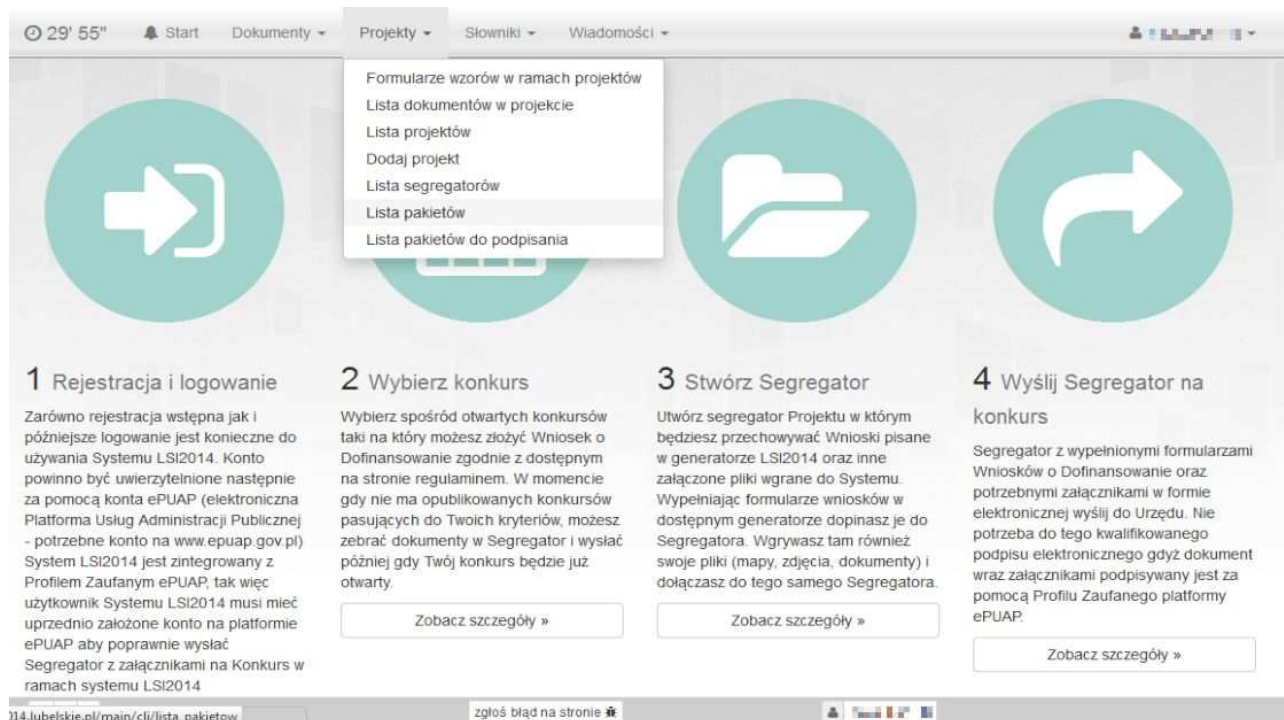 29' 55" Start Dokumenty Projekty Słowniki Wiadomości
Formularze wzorów w ramach projektów
Lista dokumentów w projekcie
Lista projektów
Dodaj projekt
Lista segregatorów
Lista pakietów
Lista pakietów do podpisania
1 Rejestracja i logowanie
Zarówno rejestracja wstępna jak i
późniejsze logowanie jest konieczne do
używania Systemu LSI2014. Konto
powinno być uwierzytelnione następnie
za pomocą konta ePUAP (elektroniczna
Platforma Usług Administracji Publicznej
- potrzebne konto na www.epuap.gov.pl)
System LSI2014 jest zintegrowany z
Profilem Zaufanym ePUAP, tak więc
użytkownik Systemu LSI2014 musi mieć
uprzednio założone konto na platformie
ePUAP aby poprawnie wysłać
Segregator z załącznikami na Konkurs w
ramach systemu LSI2014
2 Wybierz konkurs
Wybierz spośród otwartych konkursów
taki na który możesz złożyć Wniosek o
Dofinansowanie zgodnie z dostępnym
na stronie regulaminem. W momencie
gdy nie ma opublikowanych konkursów
pasujących do Twoich kryteriów, możesz
zebrać dokumenty w Segregator i wysłać
później gdy Twój konkurs będzie już
otwarty.
Zobacz szczegóły »
3 Stwórz Segregator
Utwórz segregator Projektu w którym
będziesz przechowywać Wnioski pisane
w generatorze LSI2014 oraz inne
załączone pliki wgrane do Systemu.
Wypełniając formularze wniosków w
dostępnym generatorze dopinasz je do
Segregatora. Wgrywasz tam również
swoje pliki (mapy, zdjęcia, dokumenty) i
dołączasz do tego samego Segregatora.
Zobacz szczegóły »
4 Wyślij Segregator na
konkurs
Segregator z wypełnionymi formularzami
Wniosków o Dofinansowanie oraz
potrzebnymi załącznikami w formie
elektronicznej wyślij do Urzędu. Nie
potrzeba do tego kwalifikowanego
podpisu elektronicznego gdyż dokument
wraz załącznikami podpisywany jest za
pomocą Profilu Zaufanego platformy
ePUAP.
Zobacz szczegóły »
014.lubelskie.pl/main/cli/lista_pakietow
zgłoś błąd na stronie